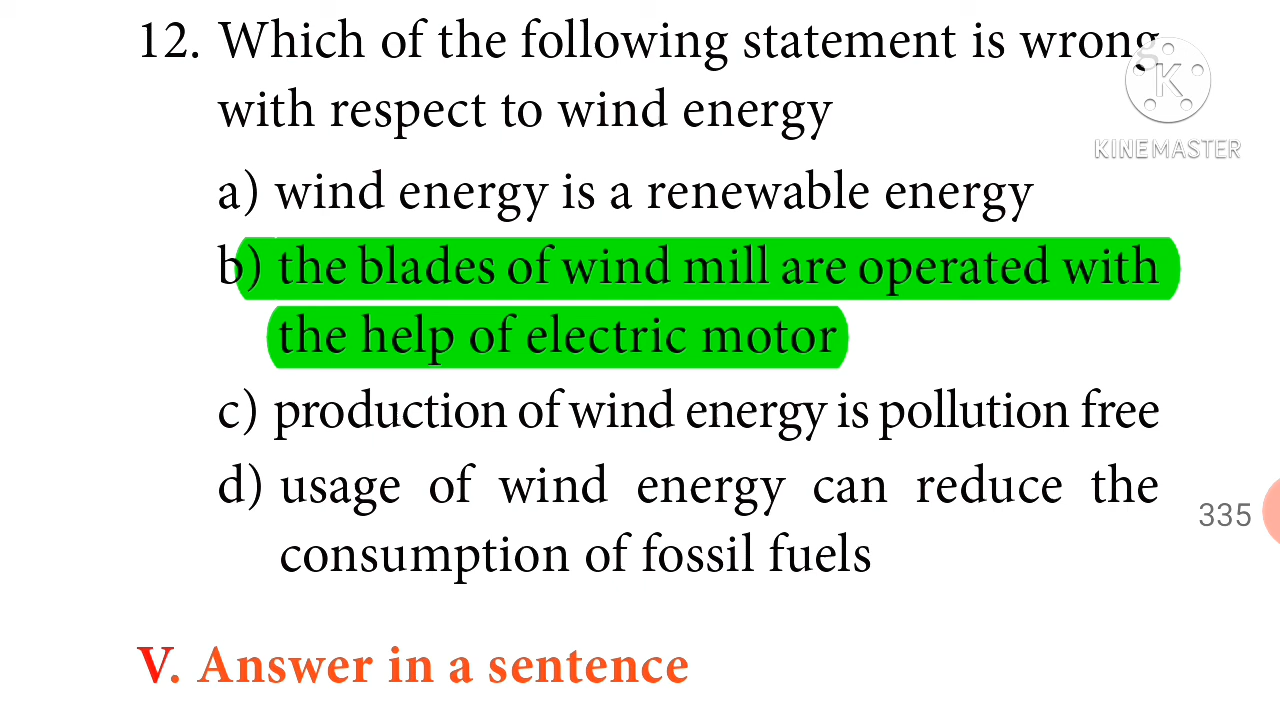 12. Which of the following statement is wrong
with respect to wind energy
K
KINEMASTER
a) wind energy is a renewable energy
b) the blades of wind mill are operated with
the help of electric motor
c) production of wind energy is pollution free
d) usage of wind energy can reduce the
335
consumption of fossil fuels
V. Answer in a sentence